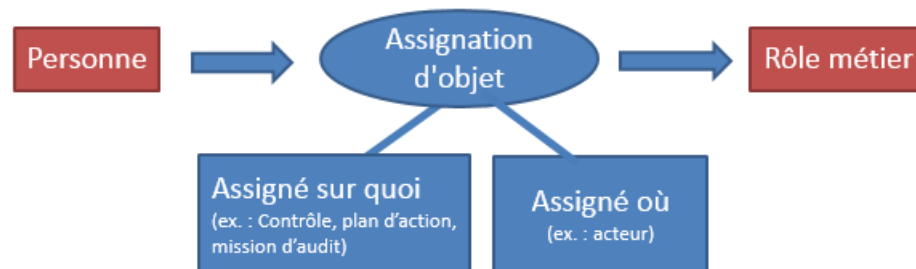 Personne
Assignation
d'objet
Rôle métier
Assigné sur quoi
(ex. : Contrôle, plan d’action,
mission d’audit)
Assigné où
(ex. : acteur)